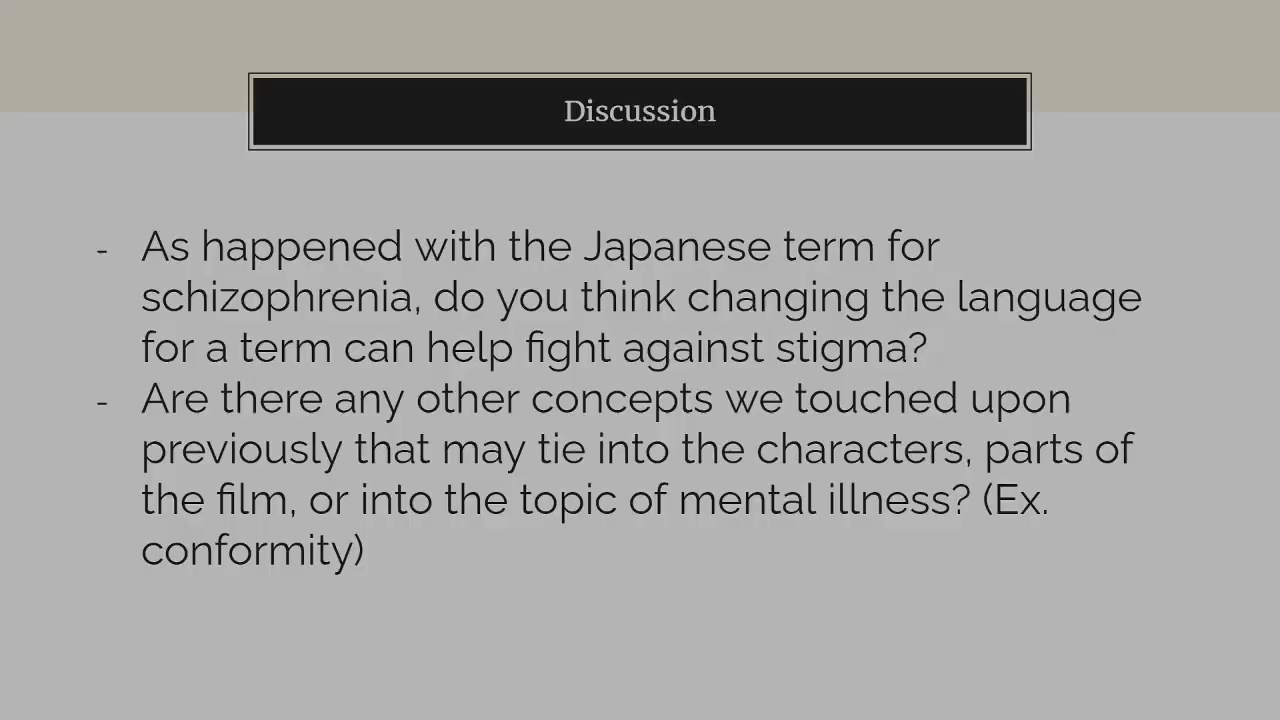 Discussion
- As happened with the Japanese term for
schizophrenia, do you think changing the language
for a term can help fight against stigma?
- Are there any other concepts we touched upon
previously that may tie into the characters, parts of
the film, or into the topic of mental illness? (Ex.
conformity)